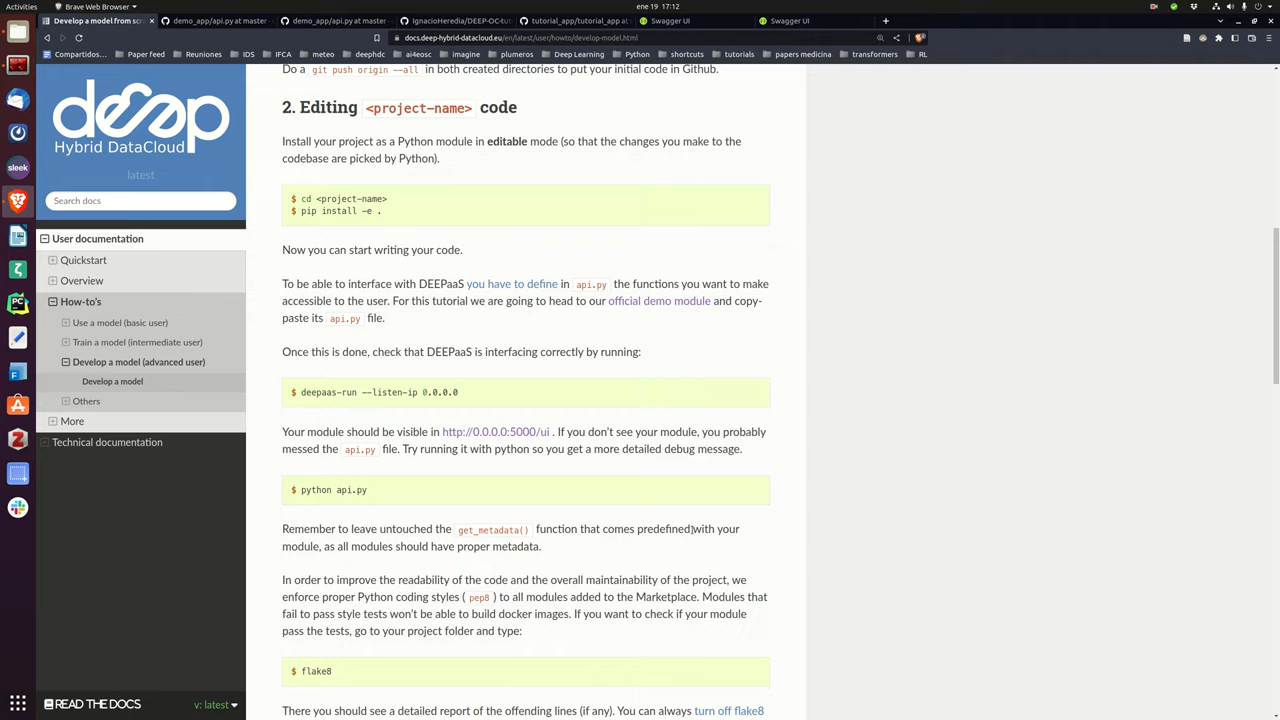 Activities
Brave Web Browser
ene 19 17:12
Develop a model from scr
demo_app/api.py at master
demo_app/api.py at master
IgnacioHeredia/DEEP-OC-tut
tutorial_app/tutorial_app at
Swagger UI
Swagger UI
docs.deep-hybrid-datacloud.eu/en/latest/user/howto/develop-model.html
Compartidos
Paper feed
Reuniones
IDS
IFCA
meteo
deephdc
ai4eosc
imagine
plumeros
Deep Learning
Python
shortcuts
tutorials
papers medicina
transformers
RL
deep
Hybrid DataCloud
latest
Search docs
User documentation
Quickstart
Overview
How-to's
Use a model (basic user)
Train a model (intermediate user)
Develop a model (advanced user)
Develop a model
Others
More
Technical documentation
READ THE DOCS
v: latest
Do a git push origin --all in both created directories to put your initial code in Github.
2. Editing <project-name> code
Install your project as a Python module in editable mode (so that the changes you make to the
codebase are picked by Python).
$ cd <project-name>
$ pip install -e .
Now you can start writing your code.
To be able to interface with DEEPaaS you have to define in api.py the functions you want to make
accessible to the user. For this tutorial we are going to head to our official demo module and copy-
paste its api.py file.
Once this is done, check that DEEPaaS is interfacing correctly by running:
$ deepaas-run --listen-ip 0.0.0.0
Your module should be visible in http://0.0.0.0:5000/ui . If you don't see your module, you probably
messed the api.py file. Try running it with python so you get a more detailed debug message.
$ python api.py
Remember to leave untouched the get_metadata() function that comes predefined with your
module, as all modules should have proper metadata.
In order to improve the readability of the code and the overall maintainability of the project, we
enforce proper Python coding styles ( pep8 ) to all modules added to the Marketplace. Modules that
fail to pass style tests won't be able to build docker images. If you want to check if your module
pass the tests, go to your project folder and type:
$ flake8
There you should see a detailed report of the offending lines (if any). You can always turn off flake8
sleek